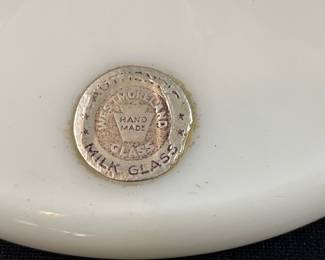 AUTHENTIC
WESTMORELAND
HAND
MADE
GLASS
MILK GLASS